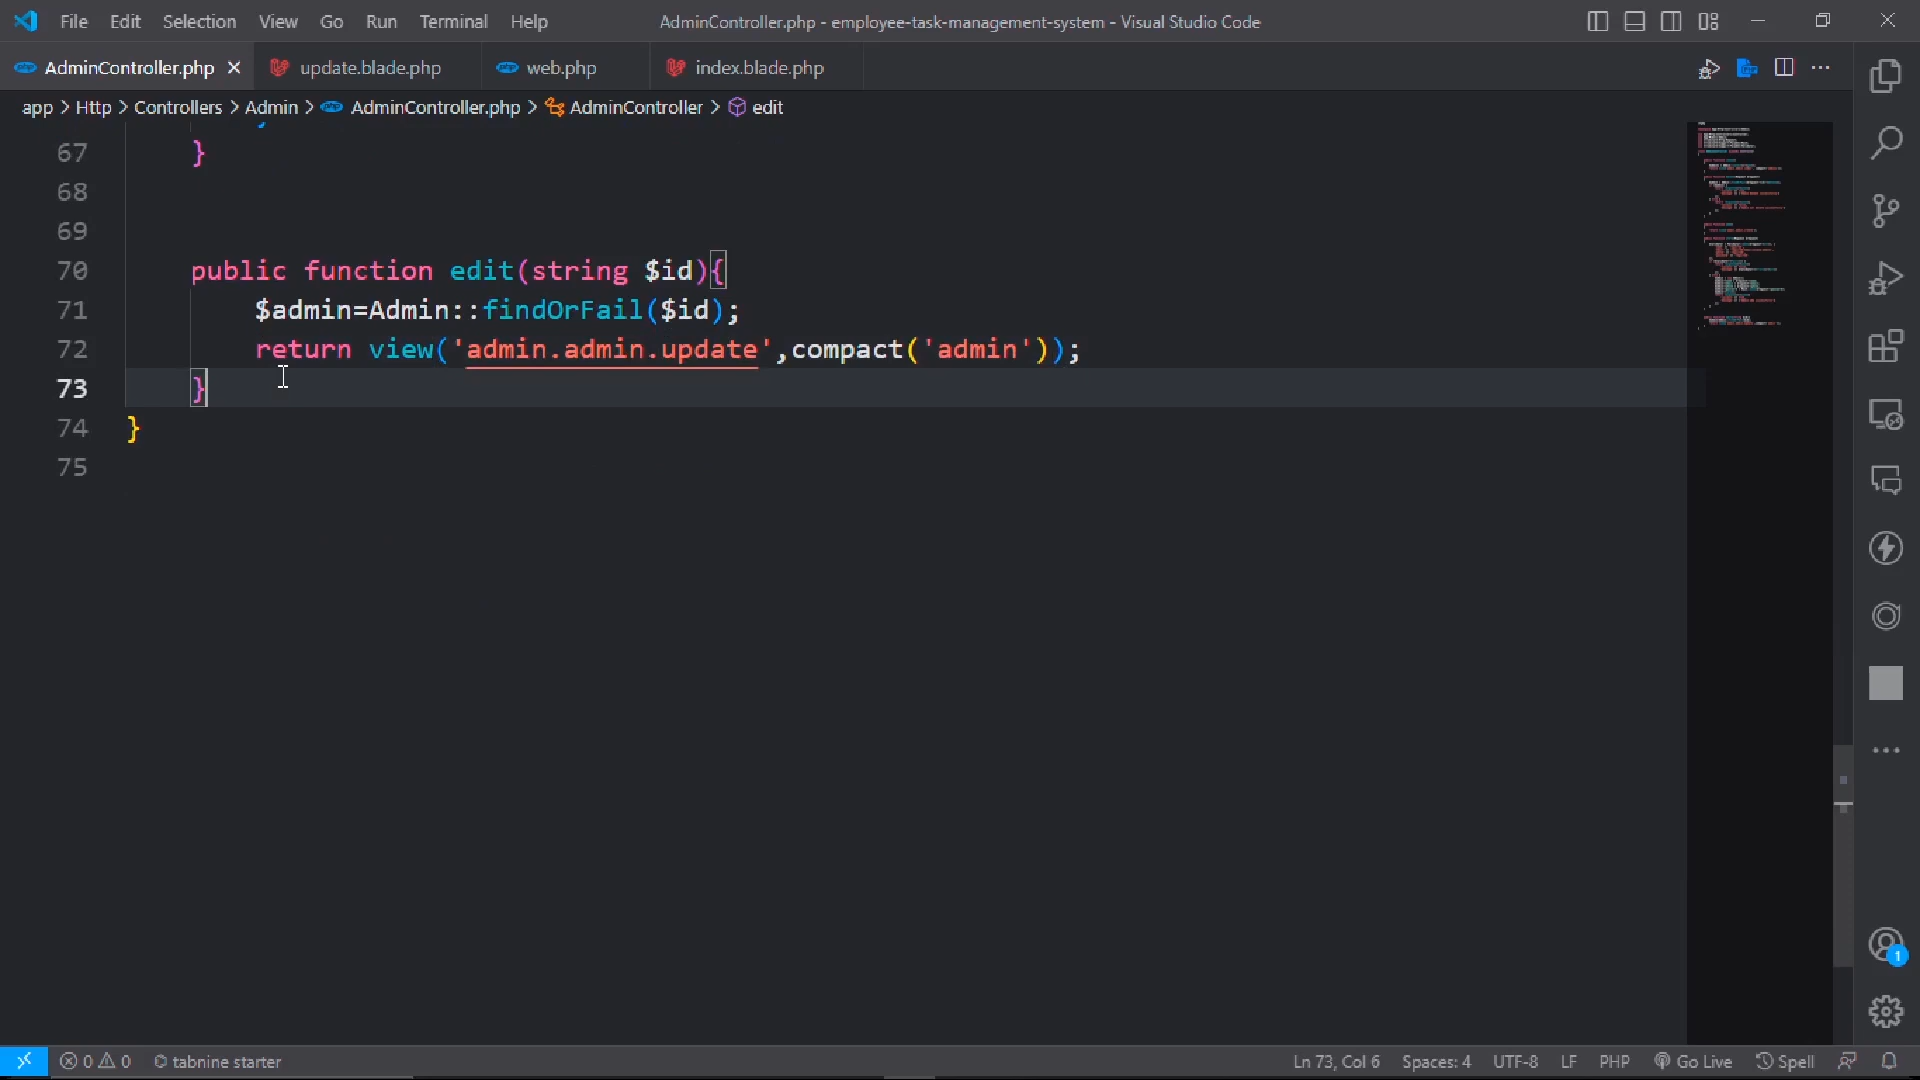 File Edit Selection View Go Run Terminal Help AdminController.php - employee-task-management-system - Visual Studio Code
AdminController.php update.blade.php web.php index.blade.php
app > Http > Controllers > Admin > AdminController.php > AdminController > edit
67 }
68
69
70 public function edit(string $id){
71 $admin=Admin::findOrFail($id);
72 return view('admin.admin.update',compact('admin'));
73 }
74 }
75
1
0 0 tabnine starter Ln 73, Col 6 Spaces: 4 UTF-8 LF PHP Go Live Spell